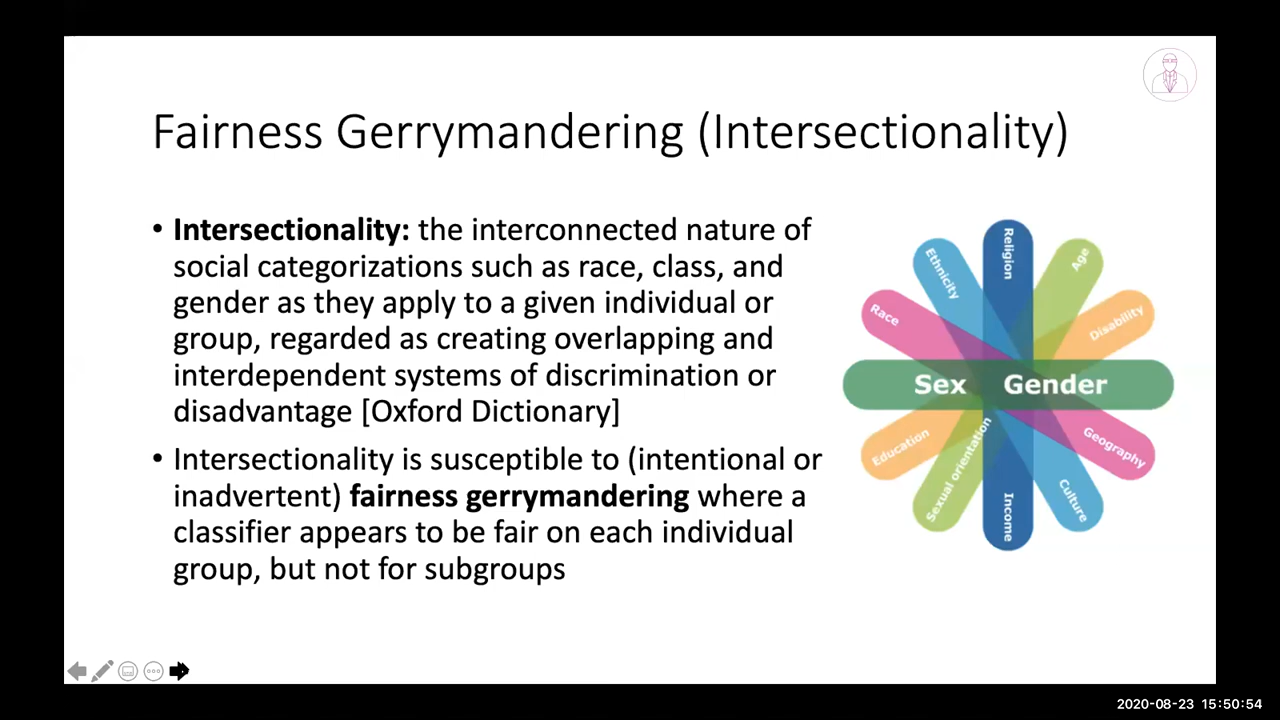 Fairness Gerrymandering (Intersectionality)
• Intersectionality: the interconnected nature of
social categorizations such as race, class, and
gender as they apply to a given individual or
group, regarded as creating overlapping and
interdependent systems of discrimination or
disadvantage [Oxford Dictionary]
• Intersectionality is susceptible to (intentional or
inadvertent) fairness gerrymandering where a
classifier appears to be fair on each individual
group, but not for subgroups
Religion
Ethnicity
Age
Race
Disability
Sex Gender
Education
Geography
Sexual orientation
Culture
Income
2020-08-23 15:50:54